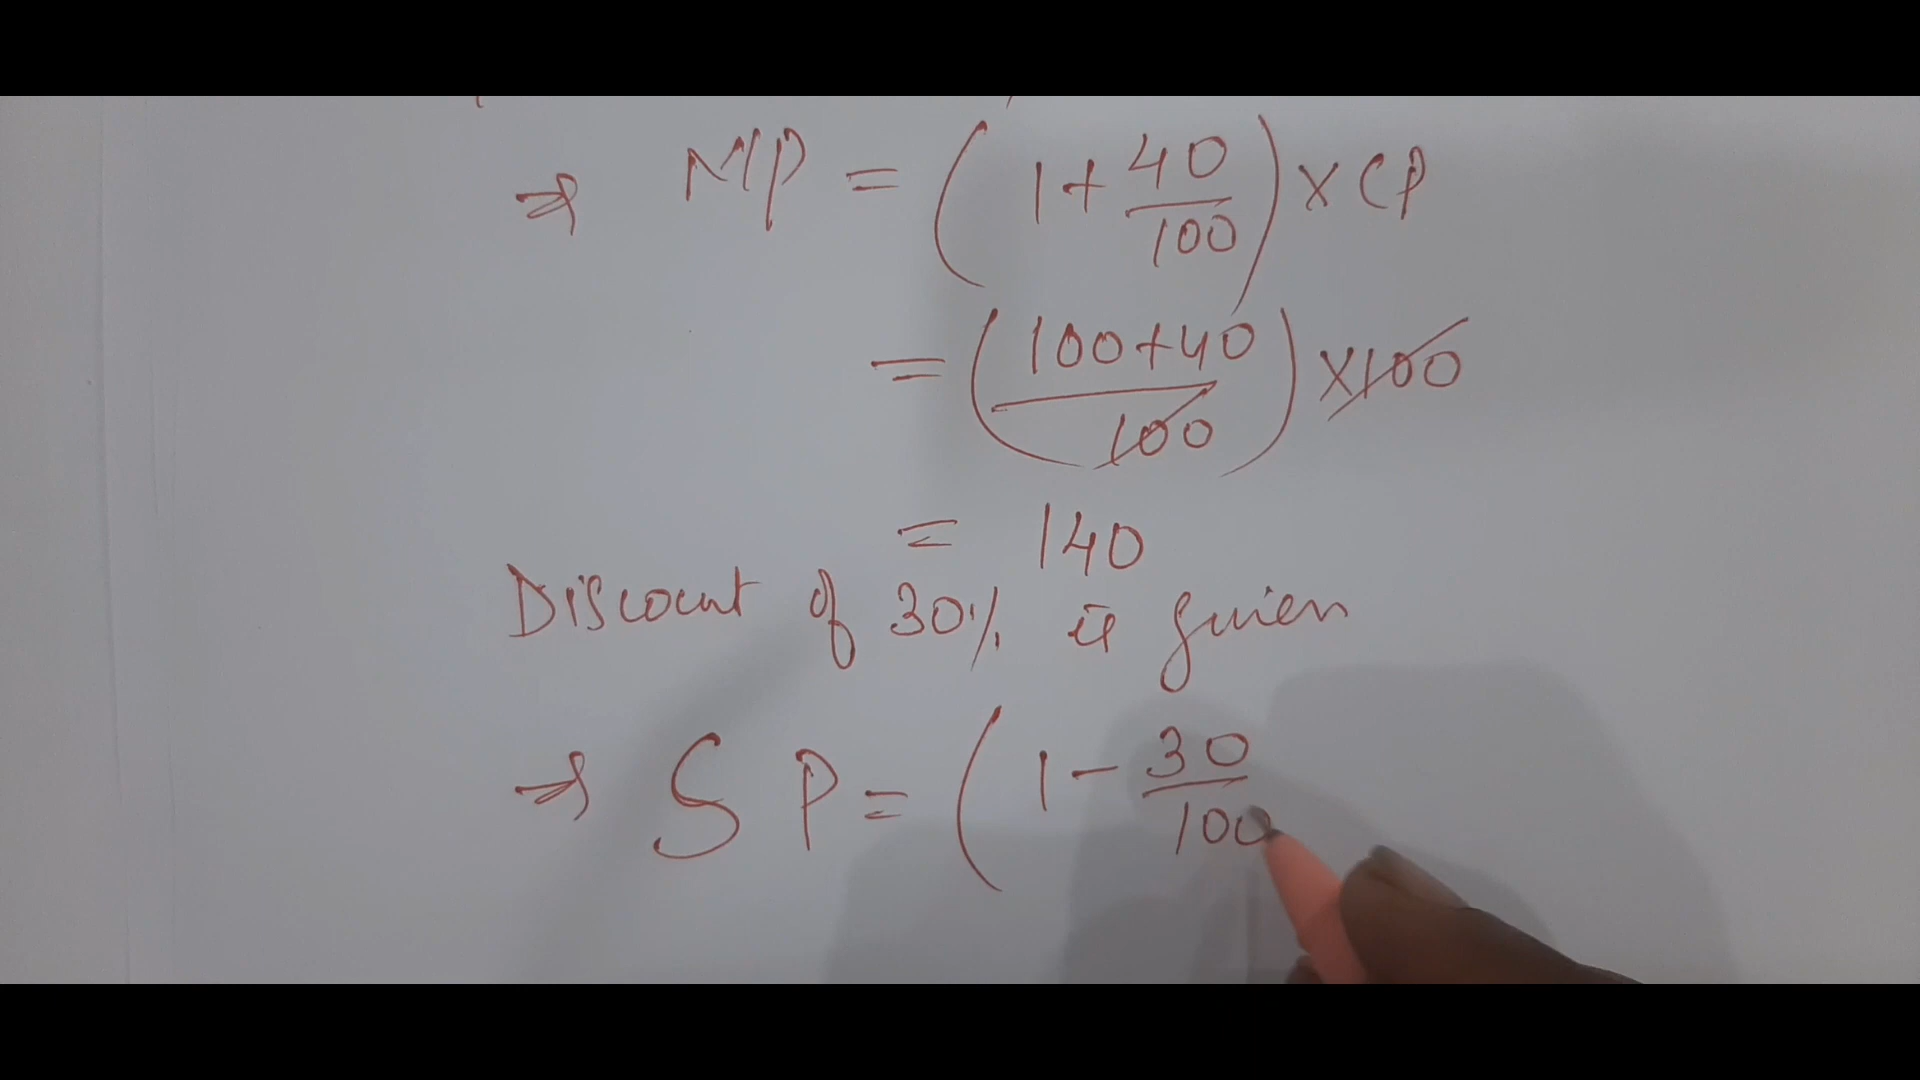 ⇒ MP = (1 + 40/100) × CP
= (100+40/100) × 100
= 140
Discount of 30% is given
⇒ SP = (1 - 30/100